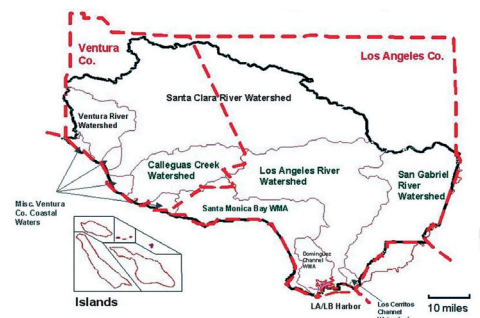 Ventura
Co.
Los Angeles Co.
Santa Clara River Watershed
Ventura River
Watershed
Calleguas Creek
Watershed
Los Angeles River
Watershed
San Gabriel
River
Watershed
Misc. Ventura
Co. Coastal
Waters
Santa Monica Bay WMA
Dominguez
Channel
WMA
Islands
LA/LB Harbor
Los Cerritos
Channel
10 miles